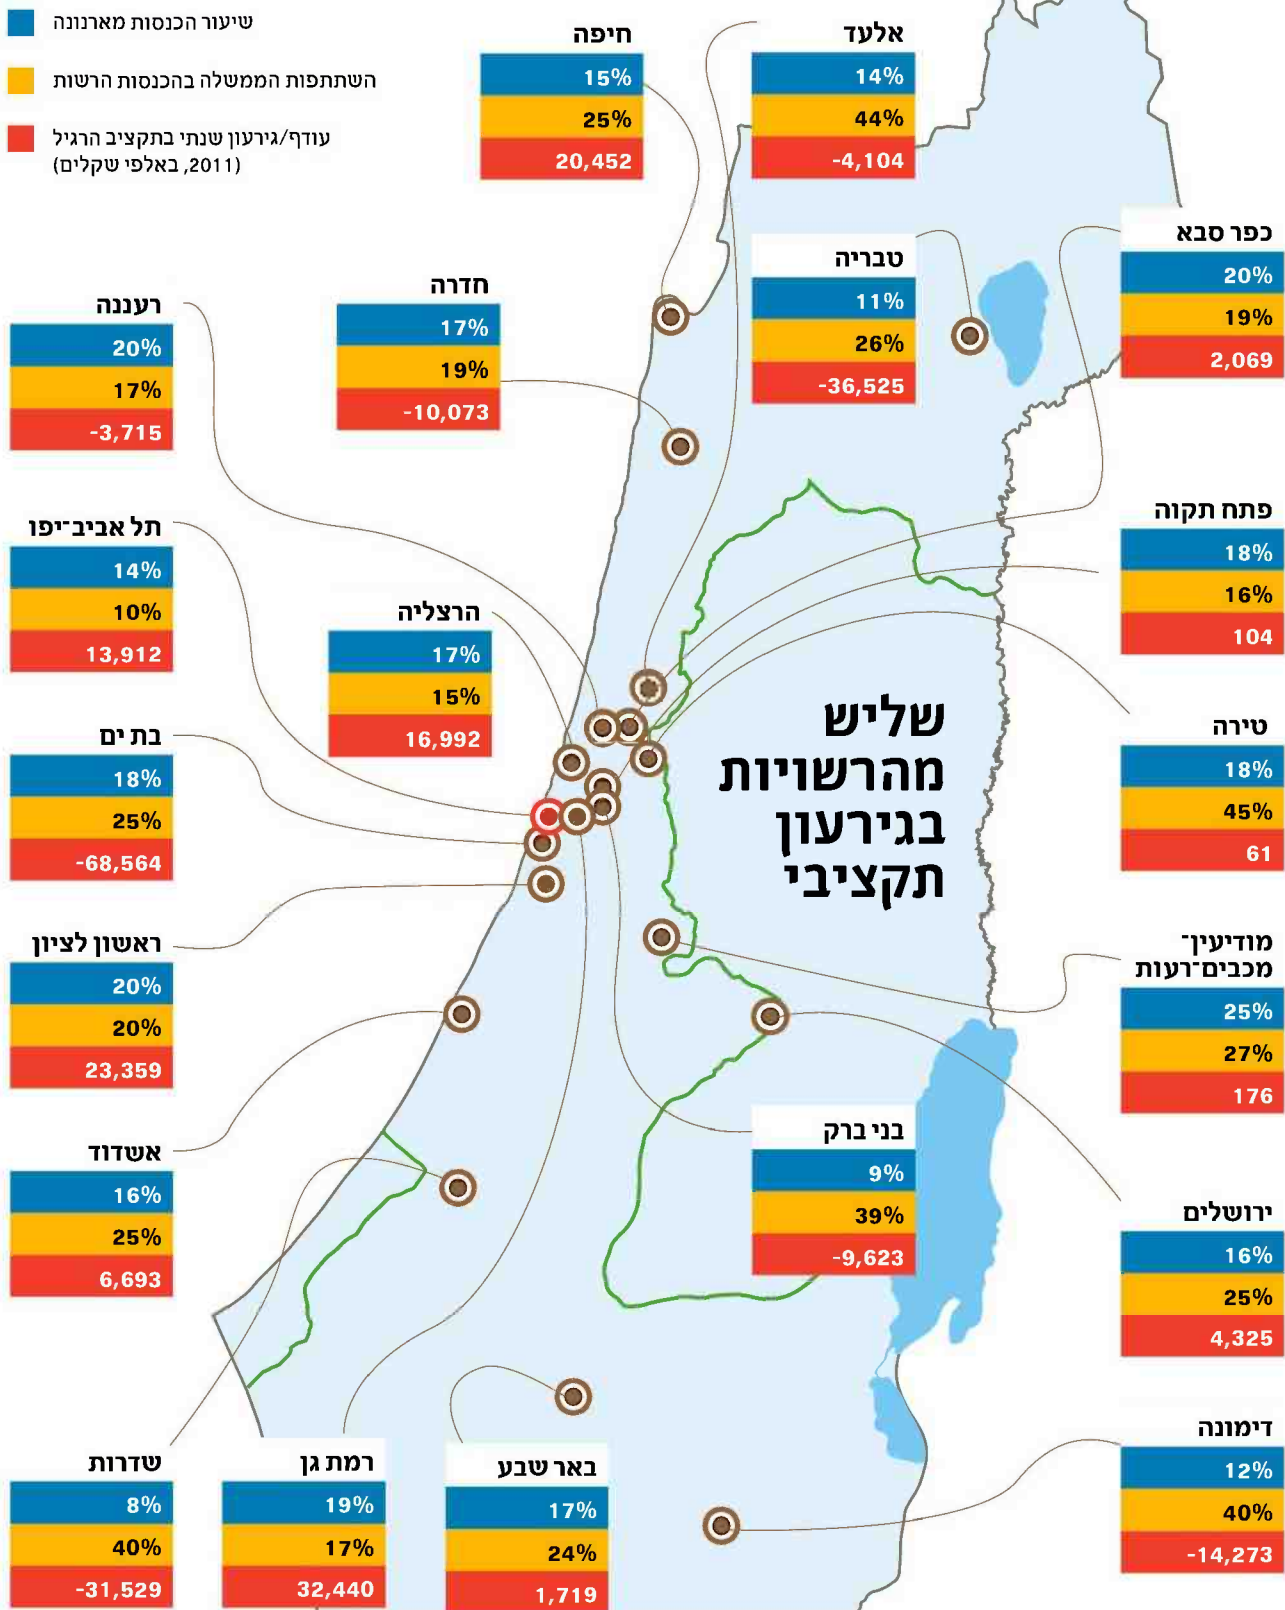 שיעור הכנסות מארנונה
השתתפות הממשלה בהכנסות הרשות
עודף/גירעון שנתי בתקציב הרגיל
(2011, באלפי שקלים)
חיפה
15%
25%
20,452
אלעד
14%
44%
-4,104
כפר סבא
20%
19%
2,069
טבריה
11%
26%
-36,525
חדרה
17%
19%
-10,073
רעננה
20%
17%
-3,715
פתח תקוה
18%
16%
104
תל אביב־יפו
14%
10%
13,912
הרצליה
17%
15%
16,992
שליש
מהרשויות
בגירעון
תקציבי
טירה
18%
45%
61
בת ים
18%
25%
-68,564
ראשון לציון
20%
20%
23,359
מודיעין־
מכבים־רעות
25%
27%
176
בני ברק
9%
39%
-9,623
אשדוד
16%
25%
6,693
ירושלים
16%
25%
4,325
דימונה
12%
40%
-14,273
שדרות
8%
40%
-31,529
רמת גן
19%
17%
32,440
באר שבע
17%
24%
1,719